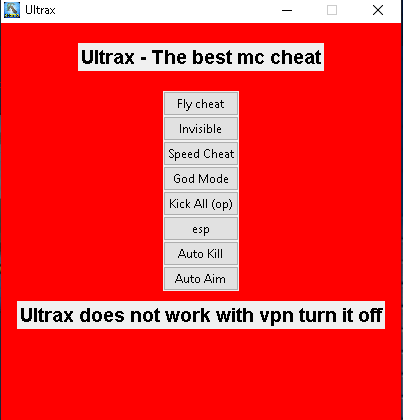 Ultrax
Ultrax - The best mc cheat
Fly cheat
Invisible
Speed Cheat
God Mode
Kick All (op)
esp
Auto Kill
Auto Aim
Ultrax does not work with vpn turn it off